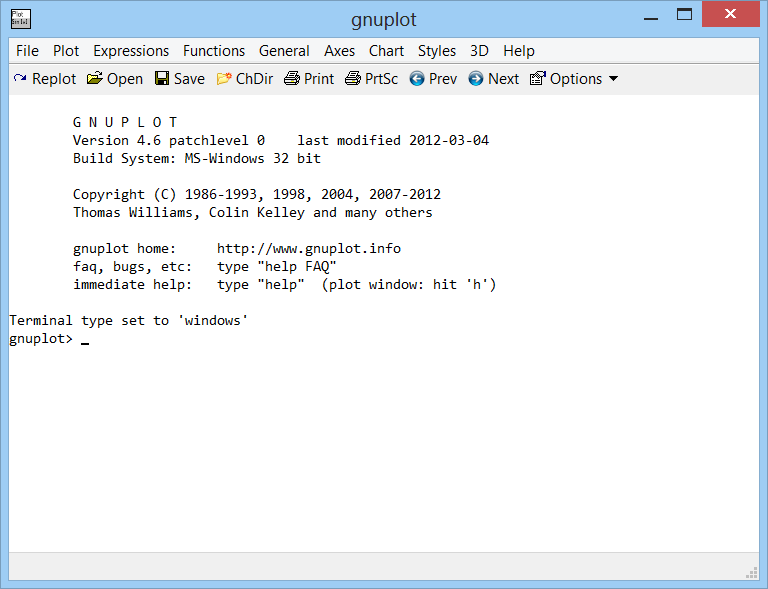 gnuplot
File Plot Expressions Functions General Axes Chart Styles 3D Help
Replot Open Save ChDir Print PrtSc Prev Next Options
G N U P L O T
Version 4.6 patchlevel 0    last modified 2012-03-04
Build System: MS-Windows 32 bit
Copyright (C) 1986-1993, 1998, 2004, 2007-2012
Thomas Williams, Colin Kelley and many others
gnuplot home:     http://www.gnuplot.info
faq, bugs, etc:   type "help FAQ"
immediate help:   type "help"  (plot window: hit 'h')
Terminal type set to 'windows'
gnuplot> _